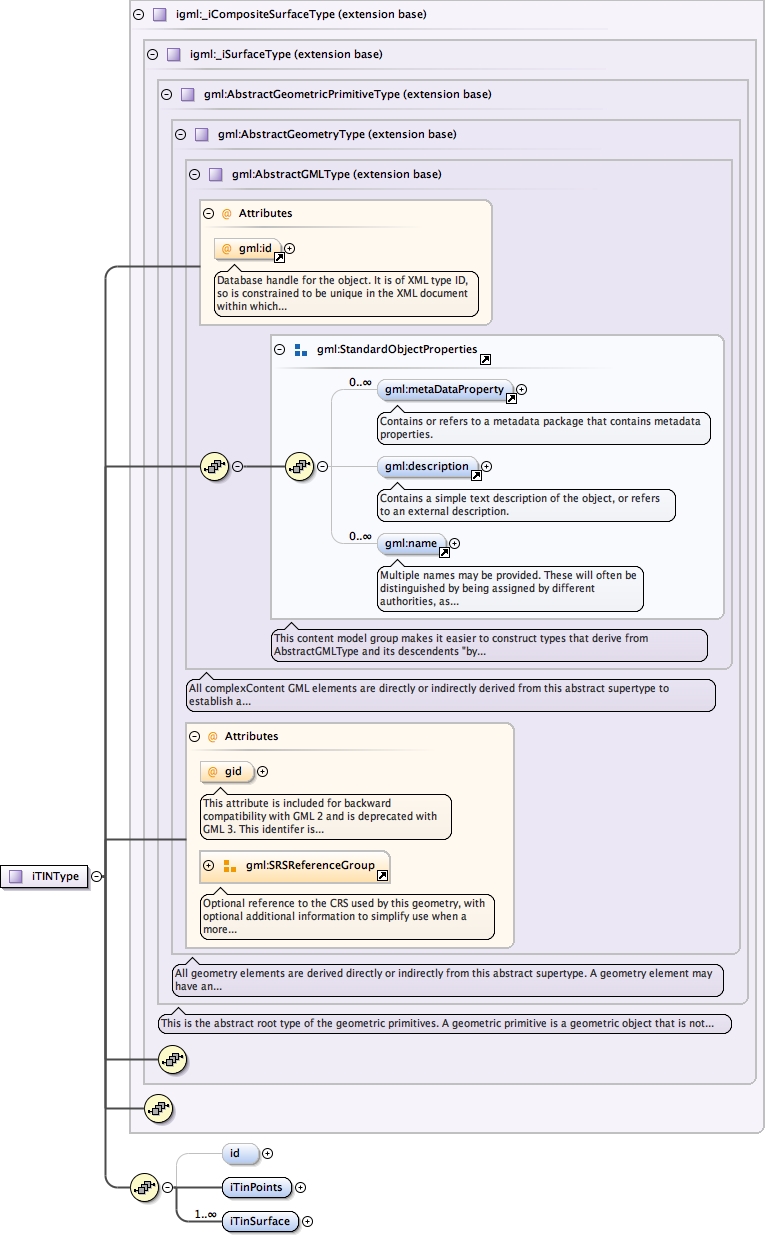 igml:_iCompositeSurfaceType (extension base)
igml:_iSurfaceType (extension base)
gml:AbstractGeometricPrimitiveType (extension base)
gml:AbstractGeometryType (extension base)
gml:AbstractGMLType (extension base)
@ Attributes
@ gml:id
Database handle for the object. It is of XML type ID,
so is constrained to be unique in the XML document
within which...
gml:StandardObjectProperties
0..∞
gml:metaDataProperty
Contains or refers to a metadata package that contains metadata
properties.
gml:description
Contains a simple text description of the object, or refers
to an external description.
0..∞
gml:name
Multiple names may be provided. These will often be
distinguished by being assigned by different
authorities, as...
This content model group makes it easier to construct types that derive from
AbstractGMLType and its descendents "by...
All complexContent GML elements are directly or indirectly derived from this abstract supertype to
establish a...
@ Attributes
@ gid
This attribute is included for backward
compatibility with GML 2 and is deprecated with
GML 3. This identifer is...
gml:SRSReferenceGroup
Optional reference to the CRS used by this geometry, with
optional additional information to simplify use when a
more...
iTINType
All geometry elements are derived directly or indirectly from this abstract supertype. A geometry element may
have an...
This is the abstract root type of the geometric primitives. A geometric primitive is a geometric object that is not...
id
iTinPoints
1..∞
iTinSurface